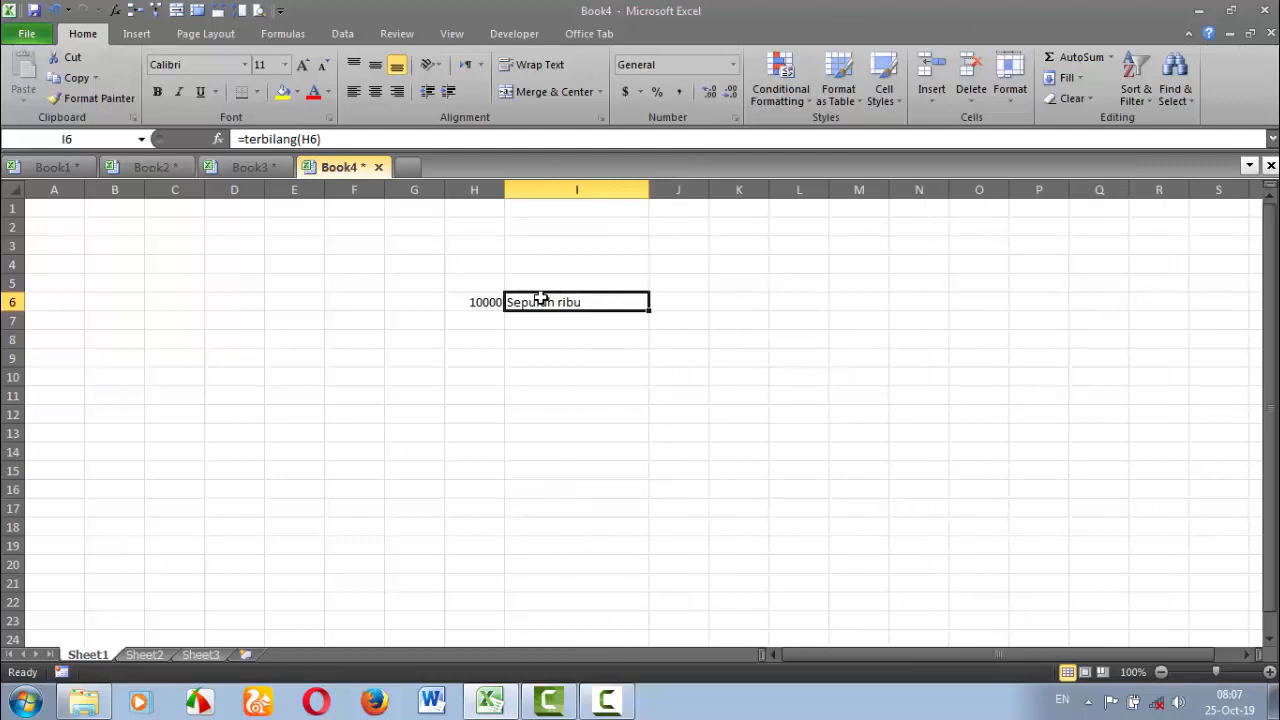 Book4 - Microsoft Excel
File Home Insert Page Layout Formulas Data Review View Developer Office Tab
Paste
Cut
Copy
Format Painter
Clipboard
Calibri 11
B I U A
Font
Wrap Text
Merge & Center
Alignment
General
$ % ,
Number
Conditional Formatting
Format as Table
Cell Styles
Styles
Insert Delete Format
Cells
AutoSum
Fill
Clear
Sort & Filter
Find & Select
Editing
I6 fx =terbilang(H6)
Book1 * Book2 * Book3 * Book4 *
A B C D E F G H I J K L M N O P Q R S
1
2
3
4
5
6 10000 Sepuluh ribu
7
8
9
10
11
12
13
14
15
16
17
18
19
20
21
22
23
24
Sheet1 Sheet2 Sheet3
Ready 100%
EN 08:07
25-Oct-19